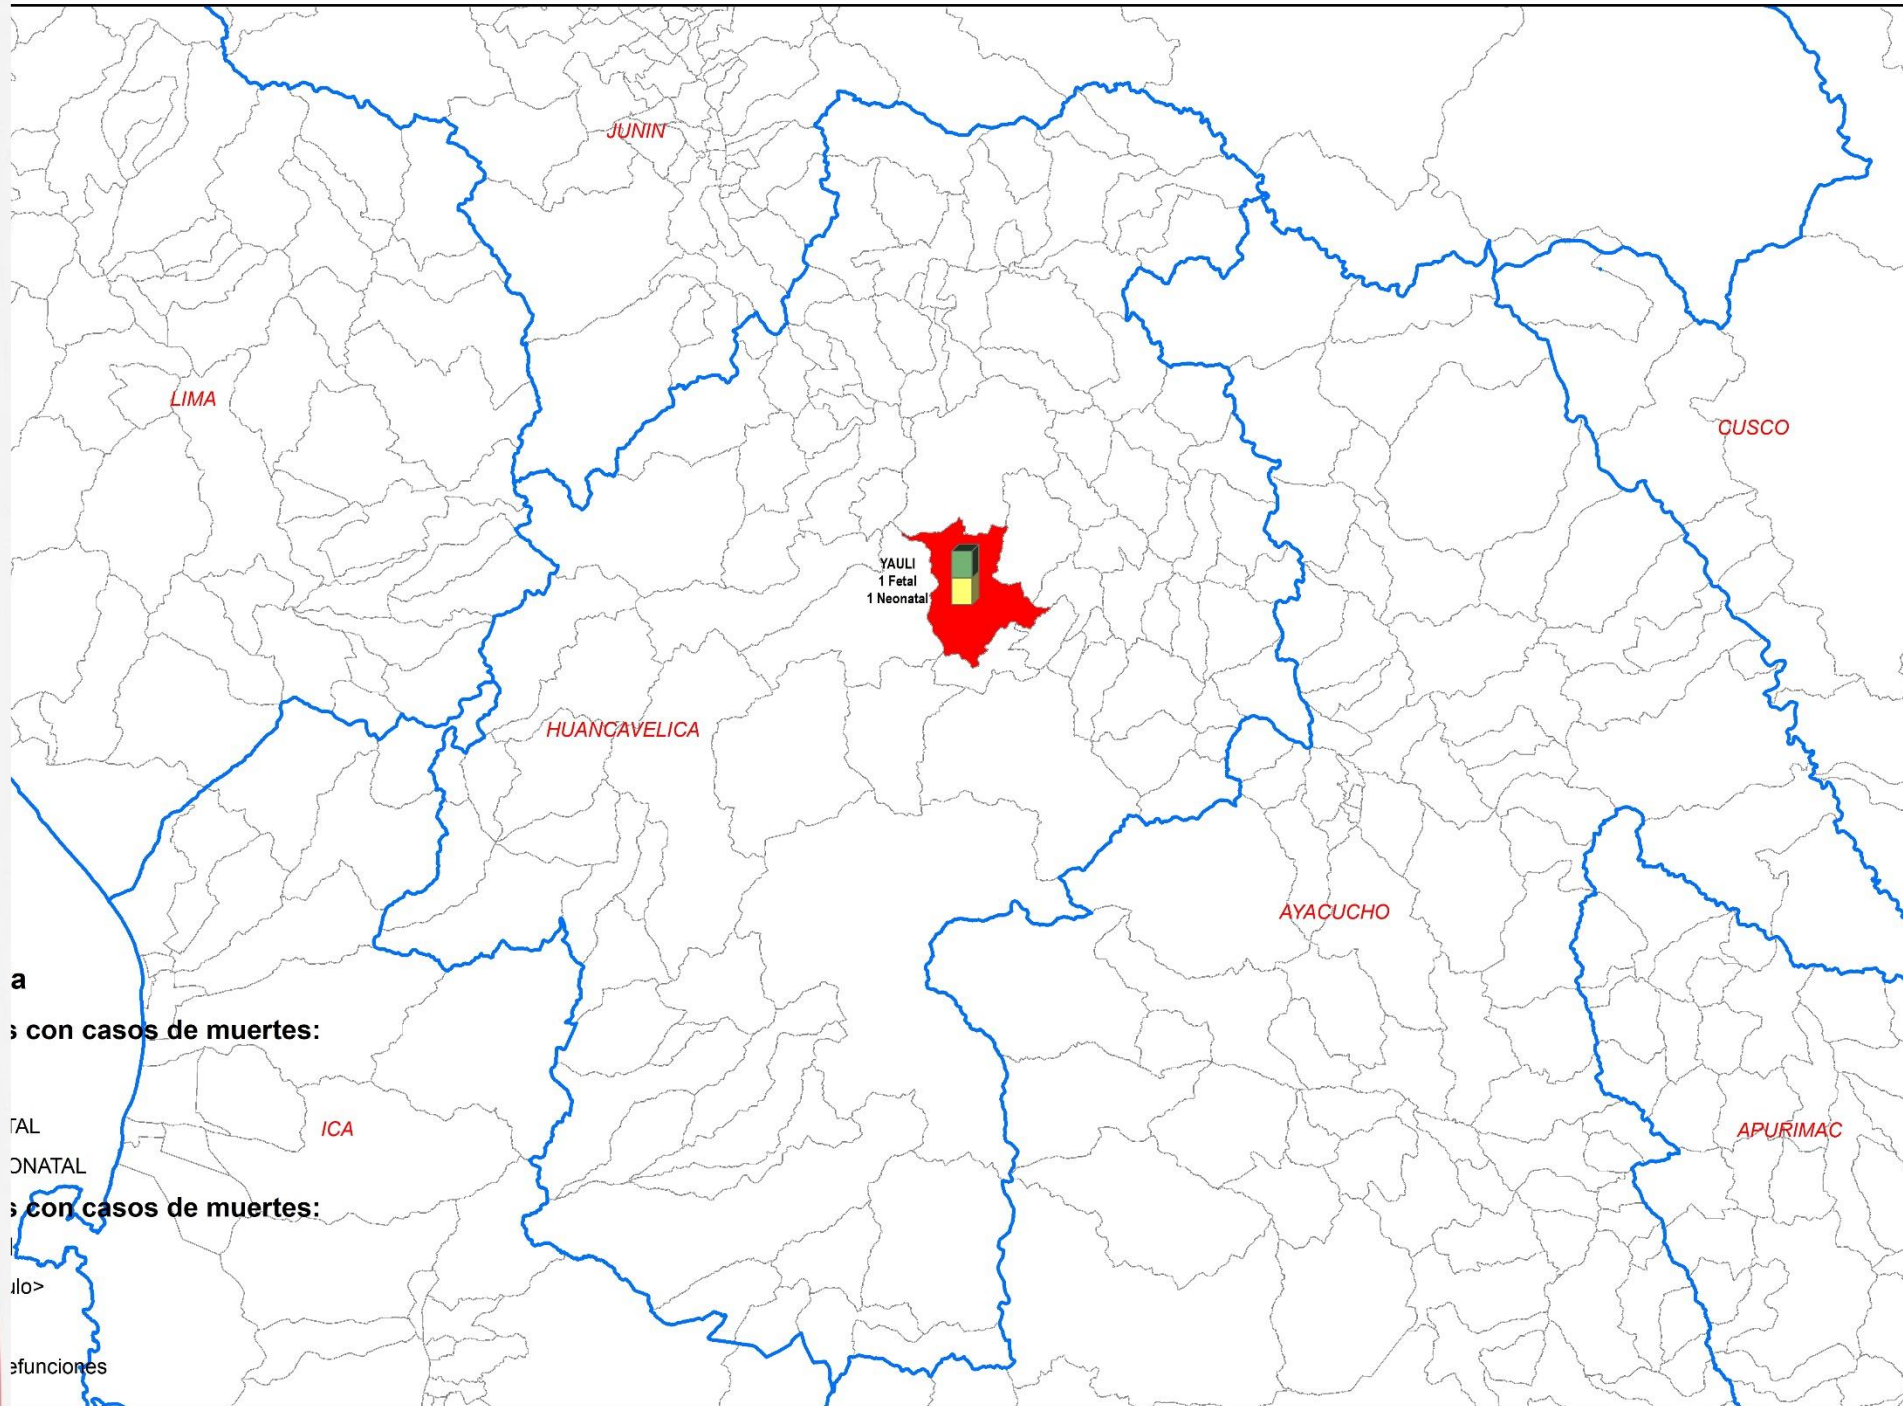 JUNIN
LIMA
CUSCO
YAULI
1 Fetal
1 Neonatal
HUANCAVELICA
AYACUCHO
a
s con casos de muertes:
TAL
ONATAL
ICA
APURIMAC
s con casos de muertes:
ulo>
efunciones